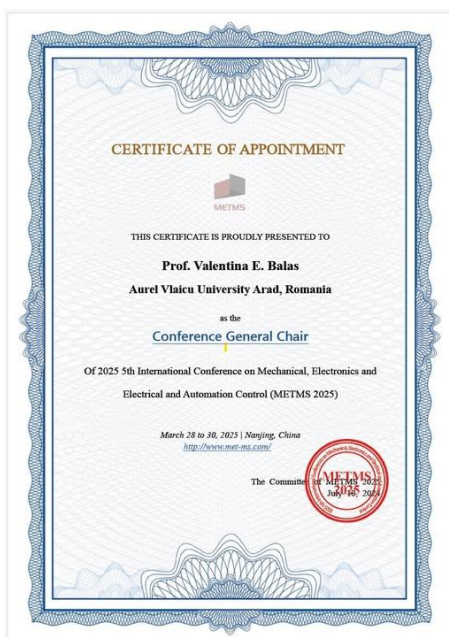 CERTIFICATE OF APPOINTMENT
METMS
THIS CERTIFICATE IS PROUDLY PRESENTED TO
Prof. Valentina E. Balas
Aurel Vlaicu University Arad, Romania
as the
Conference General Chair
Of 2025 5th International Conference on Mechanical, Electronics and
Electrical and Automation Control (METMS 2025)
March 28 to 30, 2025 | Nanjing, China
http://www.met-ms.com/
The Committee of METMS 2025
July 16, 2024
METMS
2025